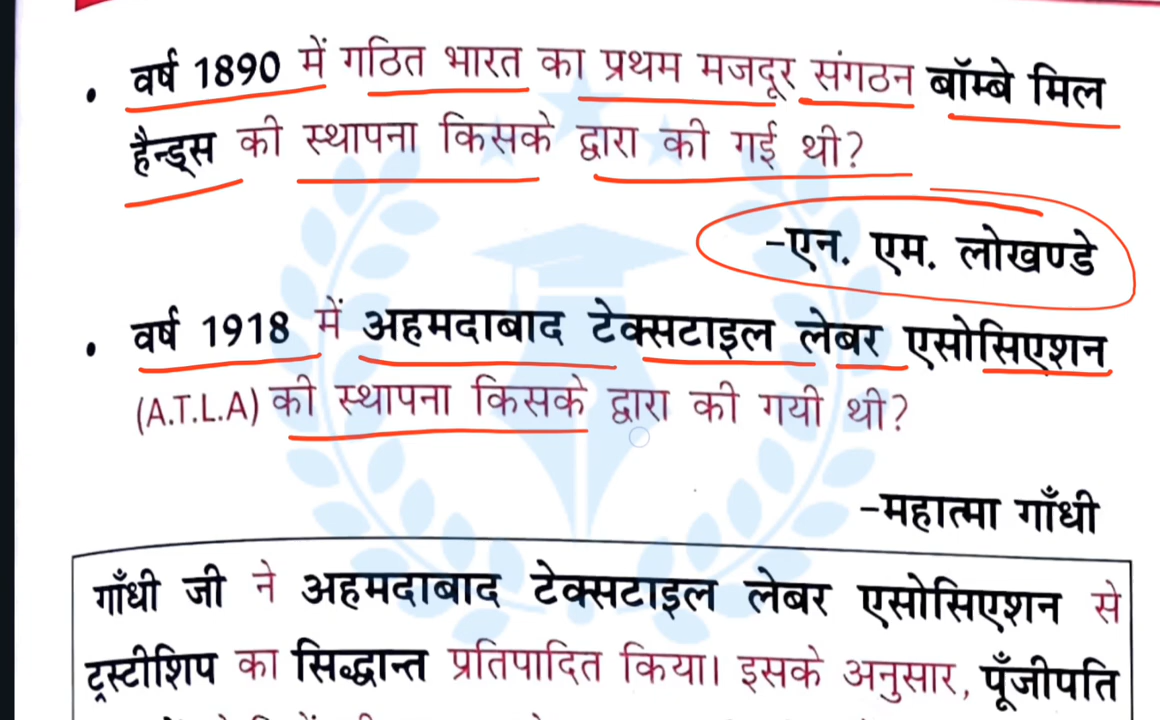 • वर्ष 1890 में गठित भारत का प्रथम मजदूर संगठन बॉम्बे मिल
हैन्ड्स की स्थापना किसके द्वारा की गई थी?
-एन. एम. लोखण्डे
• वर्ष 1918 में अहमदाबाद टेक्सटाइल लेबर एसोसिएशन
(A.T.L.A) की स्थापना किसके द्वारा की गयी थी?
-महात्मा गाँधी
गाँधी जी ने अहमदाबाद टेक्सटाइल लेबर एसोसिएशन से
ट्रस्टीशिप का सिद्धान्त प्रतिपादित किया। इसके अनुसार, पूँजीपति